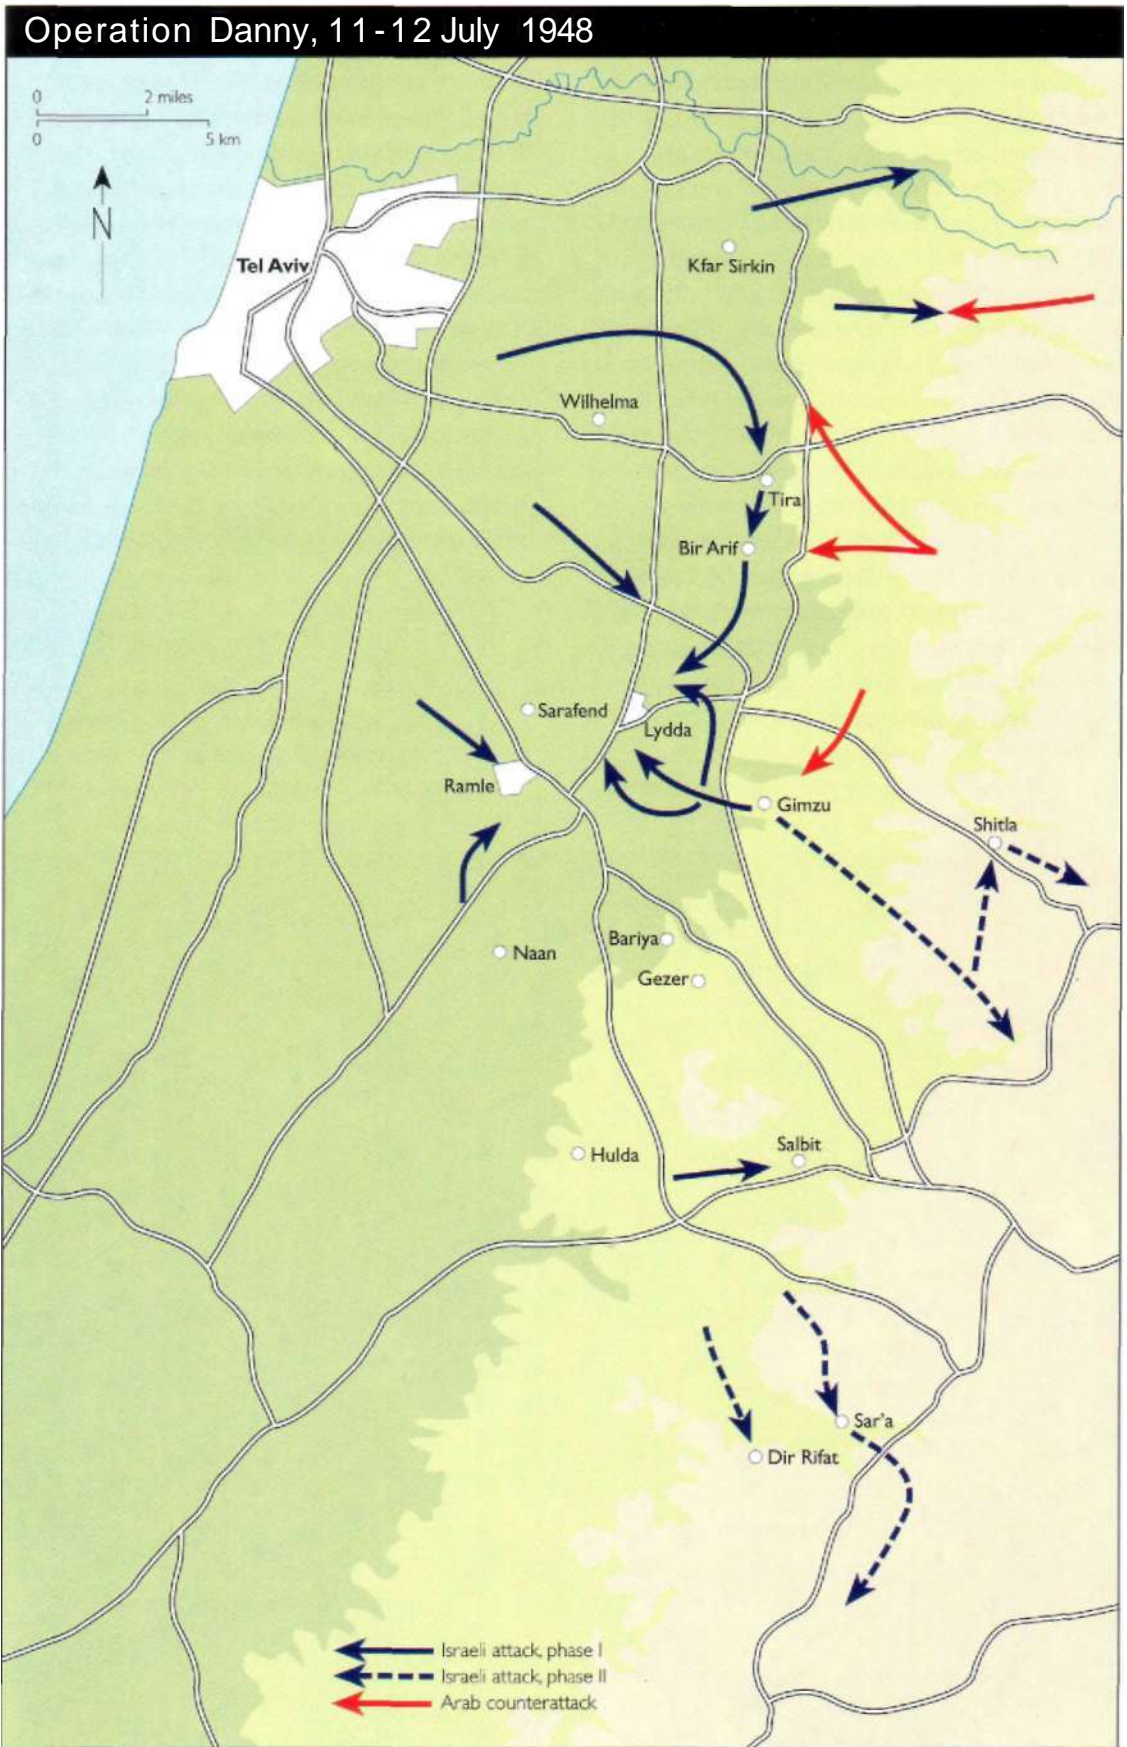 Operation Danny, 11-12 July 1948
0 2 miles
0 5 km
N
Tel Aviv
Kfar Sirkin
Wilhelma
Tira
Bir Arif
Sarafend
Lydda
Ramle
Gimzu
Shitla
Bariya
Naan
Gezer
Salbit
Hulda
Sar'a
Dir Rifat
Israeli attack, phase I
Israeli attack, phase II
Arab counterattack